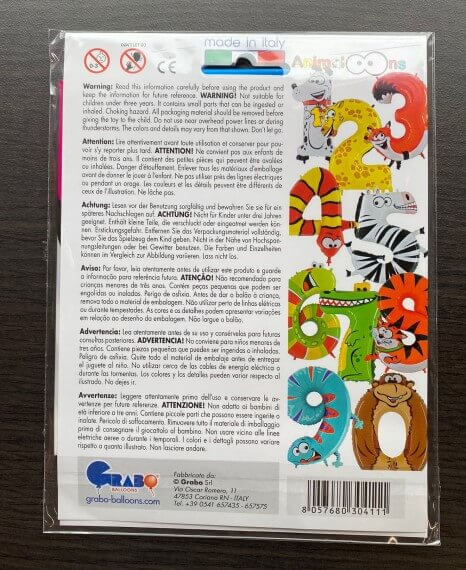 made in Italy
0-3
DON'T LET GO
CE
Animaloons
Warning: Read this information carefully before using the product and
keep the information for future reference. WARNING! Not suitable for
children under three years. It contains small parts that can be ingested or
inhaled. Choking hazard. All packaging material should be removed before
giving the toy to the child. Do not use near overhead power lines or during
thunderstorms. The colors and details may vary from that shown. Don't let go.
Attention: Lire attentivement avant toute utilisation et conserver pour pou-
voir s'y reporter plus tard. ATTENTION! Ne convient pas aux enfants de
moins de trois ans. Il contient des petites pièces qui peuvent être avalées
ou inhalées. Danger d'étouffement. Enlever tous les matériaux d'emballage
avant de donner le jouet à l'enfant. Ne pas utiliser près des lignes électriques
ou pendant un orage. Les couleurs et les détails peuvent être différents de
ceux de l'illustration. Ne lâche pas.
Achtung: Lesen vor der Benutzung sorgfältig und bewahren Sie sie für ein
späteres Nachschlagen auf. ACHTUNG! Nicht für Kinder unter drei Jahren
geeignet. Enthält kleine Teile, die verschluckt oder eingeatmet werden kön-
nen. Erstickungsgefahr. Entfernen Sie das Verpackungsmaterial vollständig,
bevor Sie das Spielzeug dem Kind geben. Nicht in der Nähe von Hochspan-
nungsleitungen oder bei Gewitter benutzen. Die Farben und Einzelheiten
können im Vergleich zur Abbildung variieren. Lass nicht los.
Aviso: Por favor, leia atentamente antes de utilizar este produto e guarde
a informação para referência futura. ATENÇÃO! Não recomendado para
crianças menores de três anos. Contém peças pequenas que podem ser
engolidas ou inaladas. Perigo de asfixia. Antes de dar o balão à criança,
remova todo o material de embalagem. Não utilizar perto de linhas elétricas
ou durante tempestades. As cores e os detalhes podem apresentar variações
em relação ao desenho da embalagem. Não largue o balão.
Advertencia: Lea atentamente antes de su uso y consérvelos para futuras
consultas posteriores. ADVERTENCIA! No conviene para niños menores de
tres años. Contiene piezas pequeñas que pueden ser ingeridas o inhaladas.
Peligro de asfixia. Quite todo el material de embalaje antes de entregar
el juguete al niño. No utilizar cerca de los cables de energía eléctrica o
durante las tormentas. Los colores y los detalles pueden variar respecto al
ilustrado. No dejes ir.
Avvertenze: Leggere attentamente prima dell'uso e conservare le av-
vertenze per future referenze. ATTENZIONE! Non adatto ai bambini di
età inferiore a tre anni. Contiene piccole parti che possono essere ingerite o
inalate. Pericolo di soffocamento. Rimuovere tutto il materiale di imballaggio
prima di consegnare il giocattolo al bambino. Non usare vicino alle linee
elettriche aeree o durante i temporali. I colori e i dettagli possono variare
rispetto a quanto illustrato. Non lasciare andare.
1
2
3
4
5
6
7
8
9
0
GRABO
BALLOONS
grabo-balloons.com
Fabbricato da:
© Grabo Srl
Via Oscar Romero, 11
47853 Coriano RN - ITALY
Tel. +39 0541 657435 - 657575
8 057680 304111